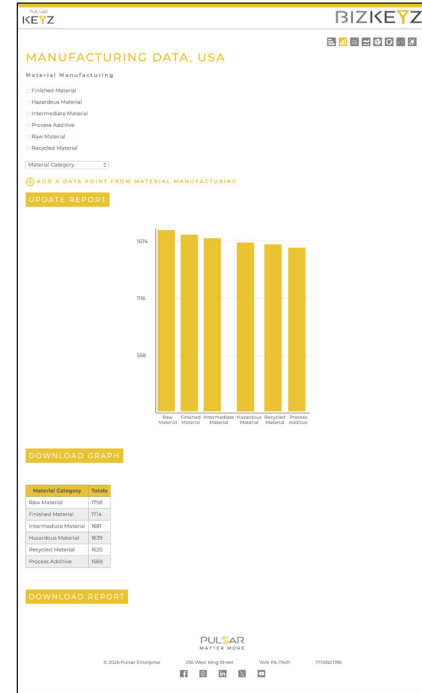 PULSAR
KEYZ
BIZKEYZ
MANUFACTURING DATA, USA
Material Manufacturing
Finished Material
Hazardous Material
Intermediate Material
Process Additive
Raw Material
Recycled Material
Material Category
ADD A DATA POINT FROM MATERIAL MANUFACTURING
UPDATE REPORT
1674
1116
558
Raw Material
Finished Material
Intermediate Material
Hazardous Material
Recycled Material
Process Additive
DOWNLOAD GRAPH
Material Category Totals
Raw Material 1758
Finished Material 1714
Intermediate Material 1681
Hazardous Material 1639
Recycled Material 1620
Process Additive 1588
DOWNLOAD REPORT
PULSAR
MATTER MORE
© 2026 Pulsar Enterprise 255 West King Street York PA 17401 717.650.1196